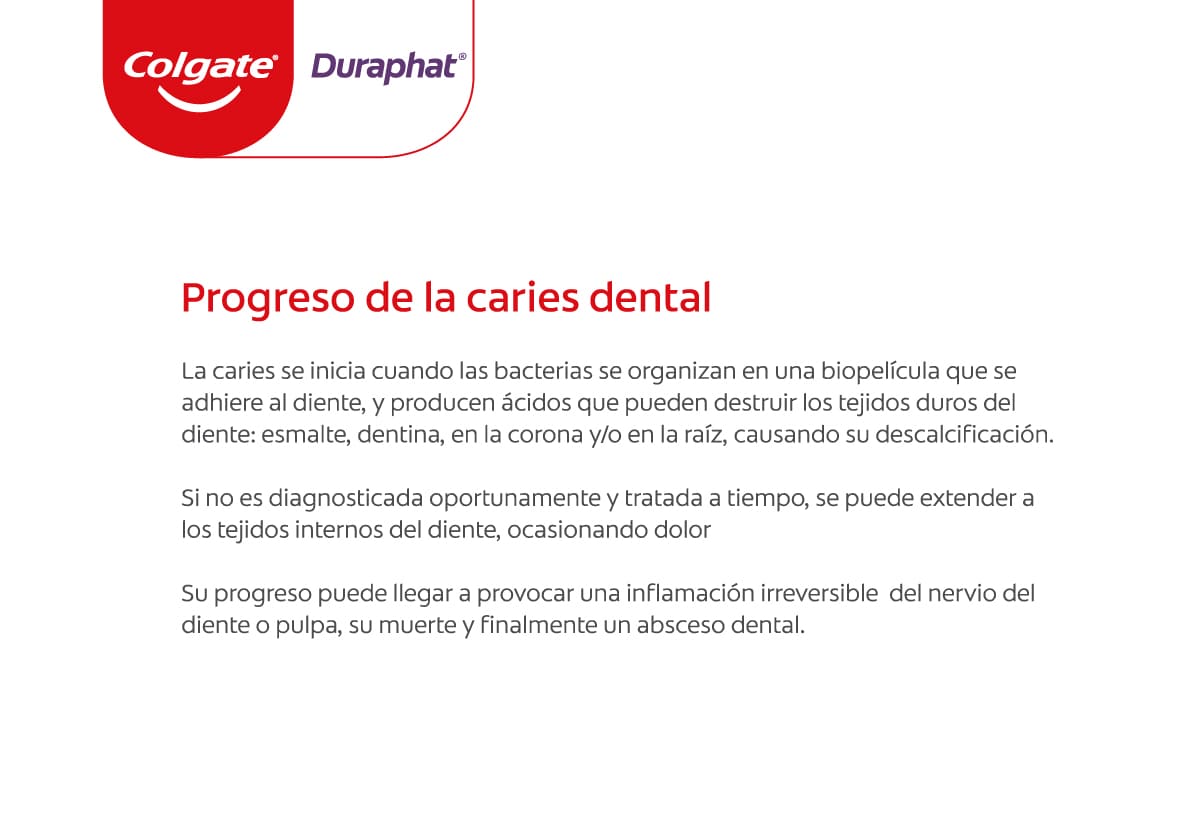 Colgate®
Duraphat®
Progreso de la caries dental
La caries se inicia cuando las bacterias se organizan en una biopelícula que se
adhiere al diente, y producen ácidos que pueden destruir los tejidos duros del
diente: esmalte, dentina, en la corona y/o en la raíz, causando su descalcificación.
Si no es diagnosticada oportunamente y tratada a tiempo, se puede extender a
los tejidos internos del diente, ocasionando dolor
Su progreso puede llegar a provocar una inflamación irreversible  del nervio del
diente o pulpa, su muerte y finalmente un absceso dental.